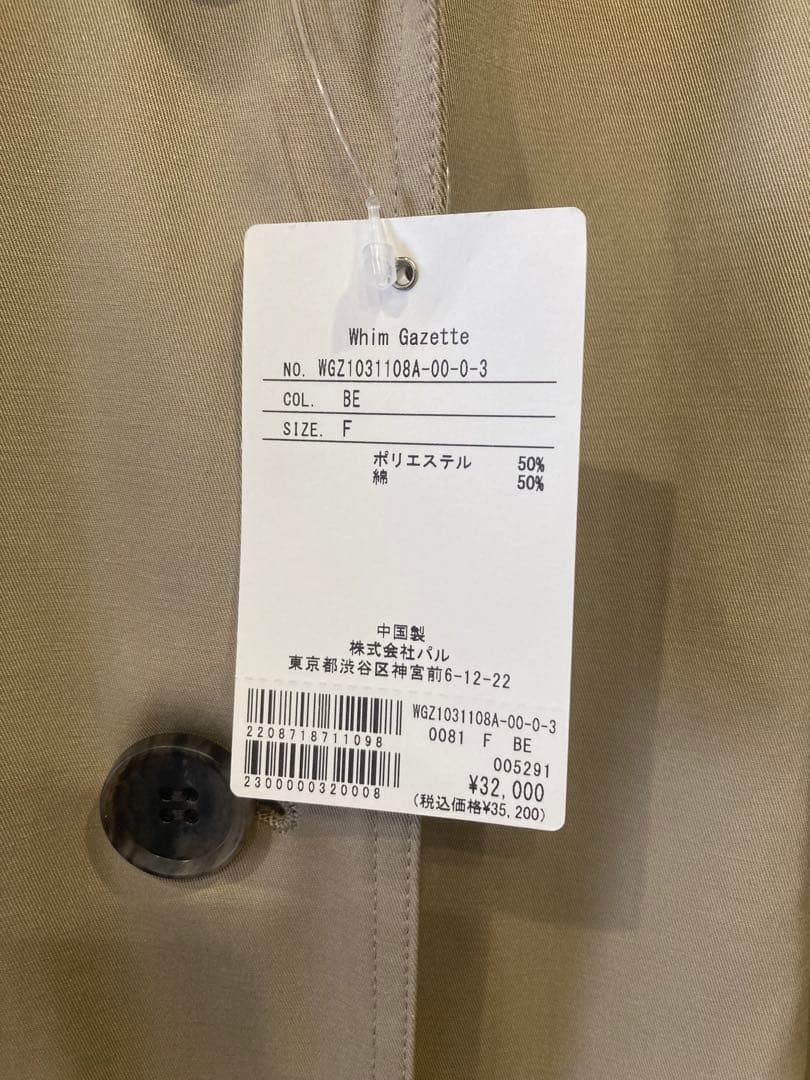 Whim Gazette
NO. WGZ1031108A-00-0-3
COL. BE
SIZE. F
ポリエステル 50%
綿 50%
中国製
株式会社パル
東京都渋谷区神宮前6-12-22
WGZ1031108A-00-0-3
2208718711098
0081 F BE
005291
2300000320008
¥32,000
(税込価格¥35,200)